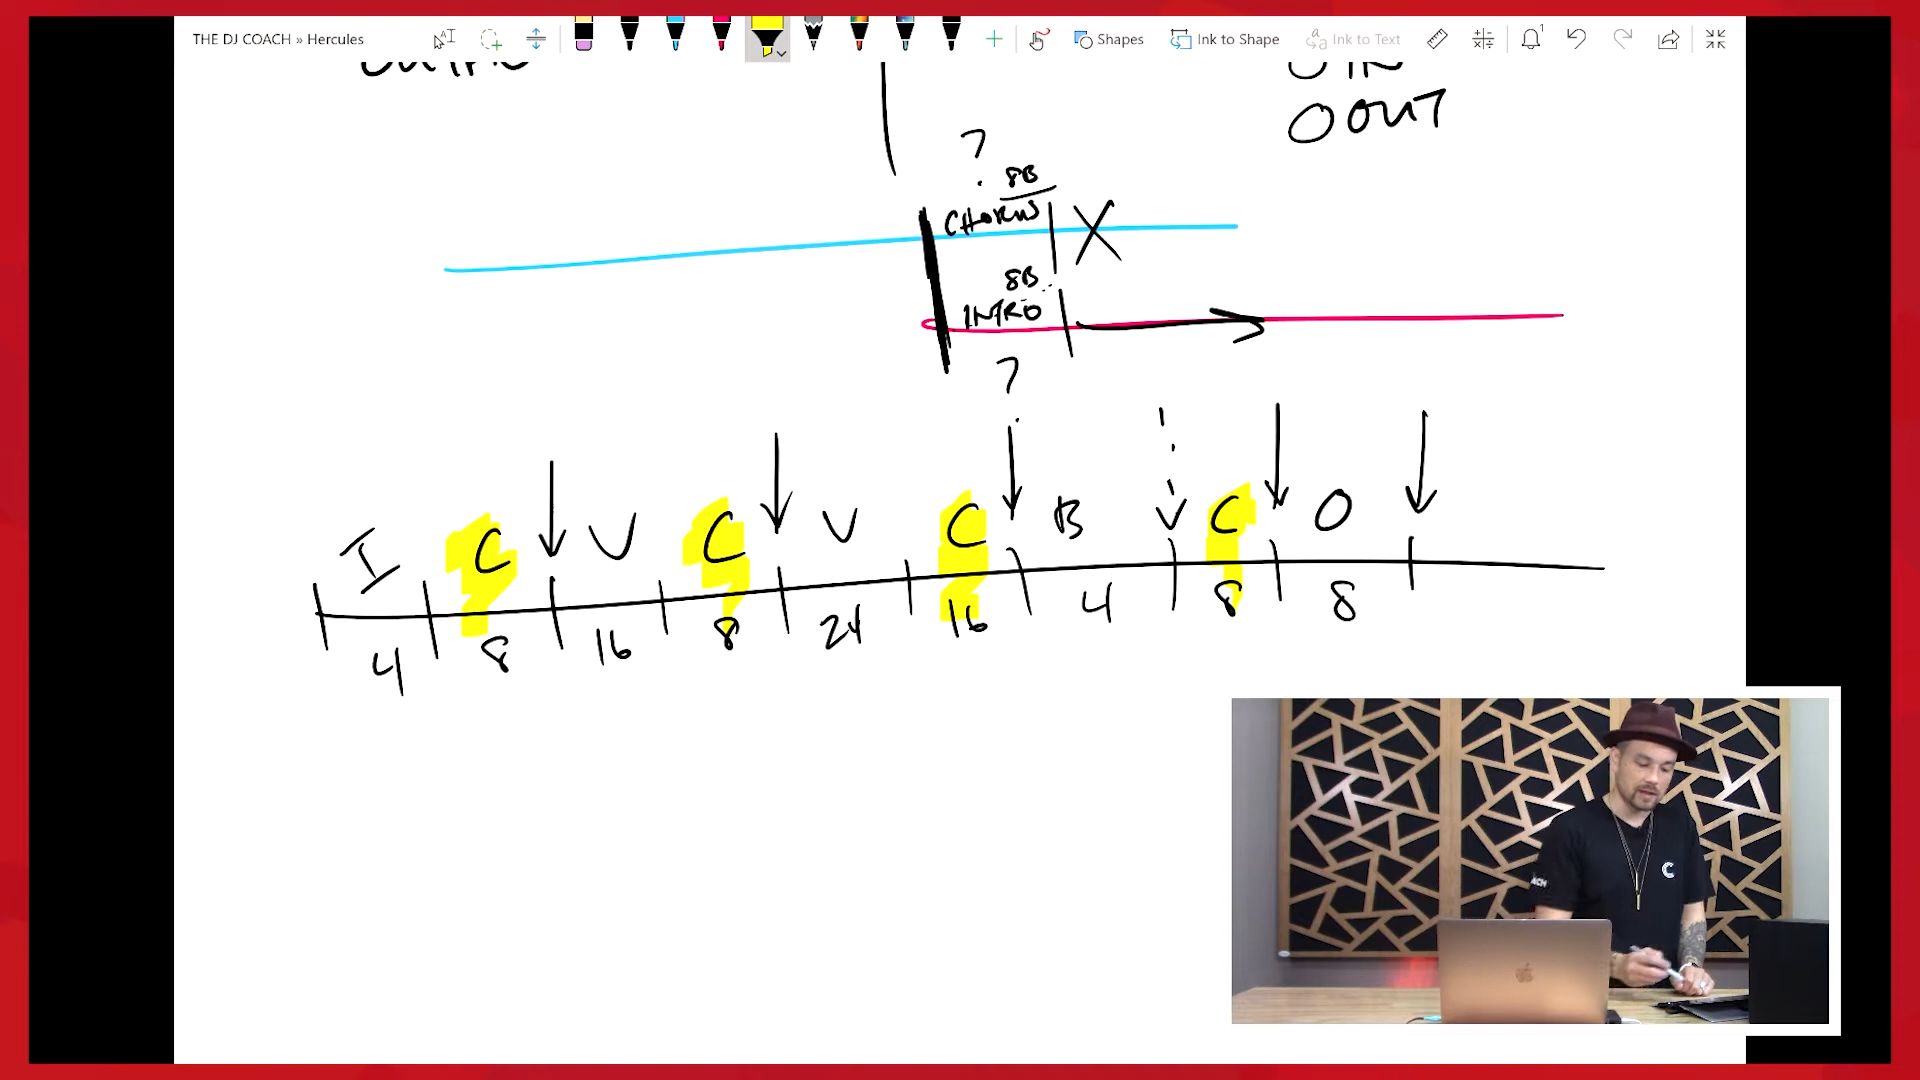 THE DJ COACH » Hercules
Shapes
Ink to Shape
Ink to Text
1
O OUT
?
8B
CHORUS
X
8B
INTRO
?
I C V C V C B C O
4 8 16 8 24 16 4 8 8
C